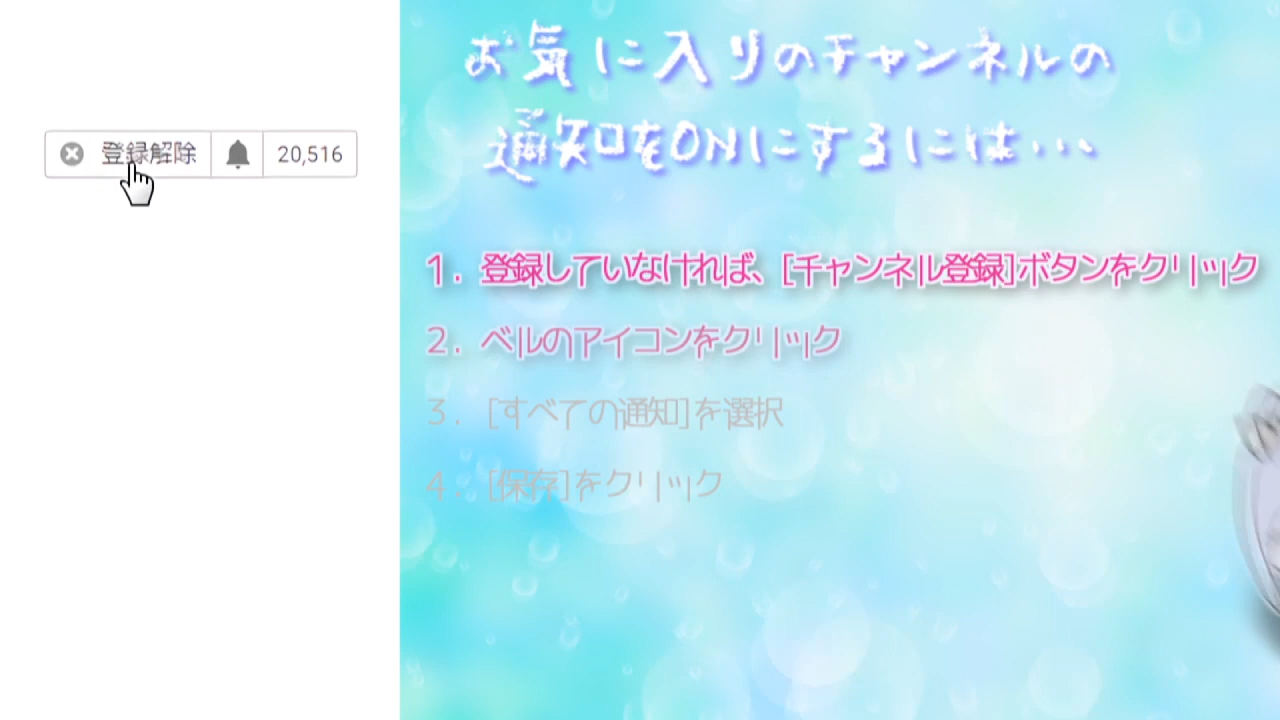 登録解除
20,516
お気に入りのチャンネルの
通知をONにするには・・・
1. 登録していなければ、[チャンネル登録]ボタンをクリック
2. ベルのアイコンをクリック
3. [すべての通知]を選択
4. [保存]をクリック